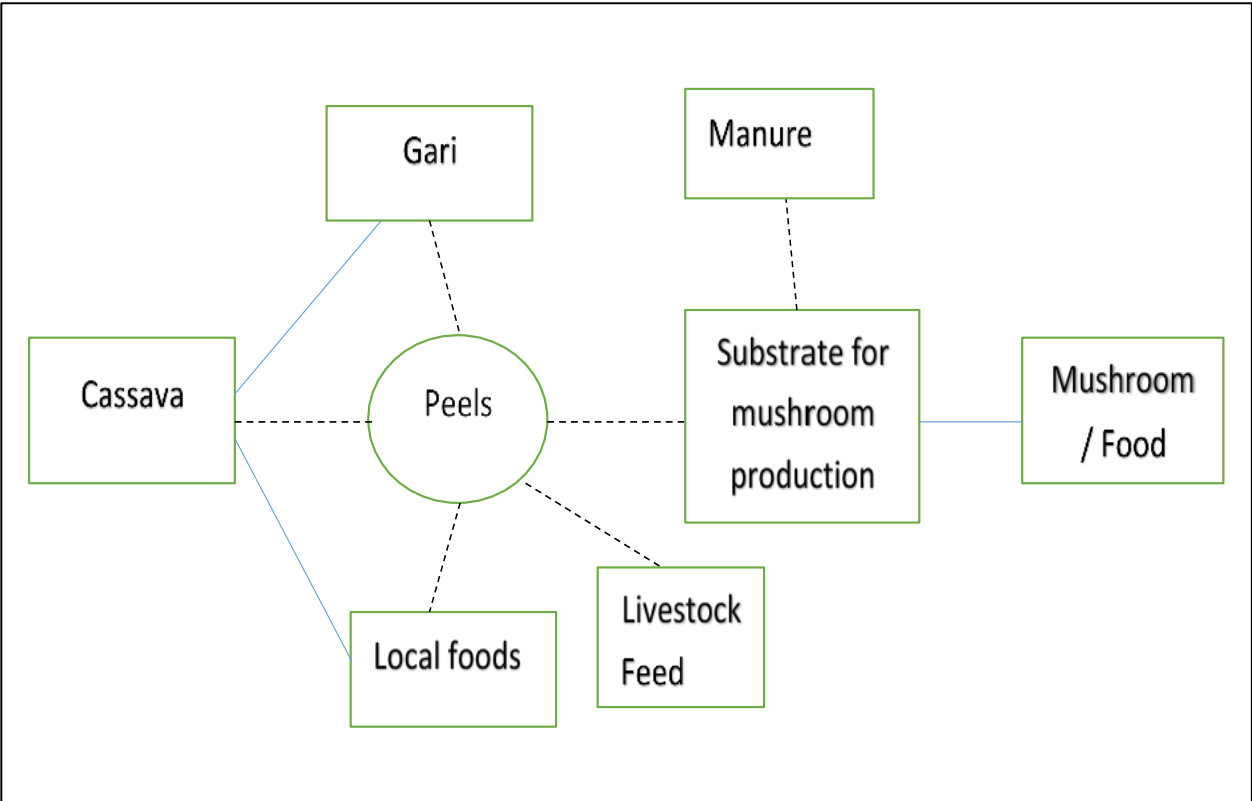 Gari
Manure
Cassava
Peels
Substrate for
mushroom
production
Mushroom
/ Food
Local foods
Livestock
Feed